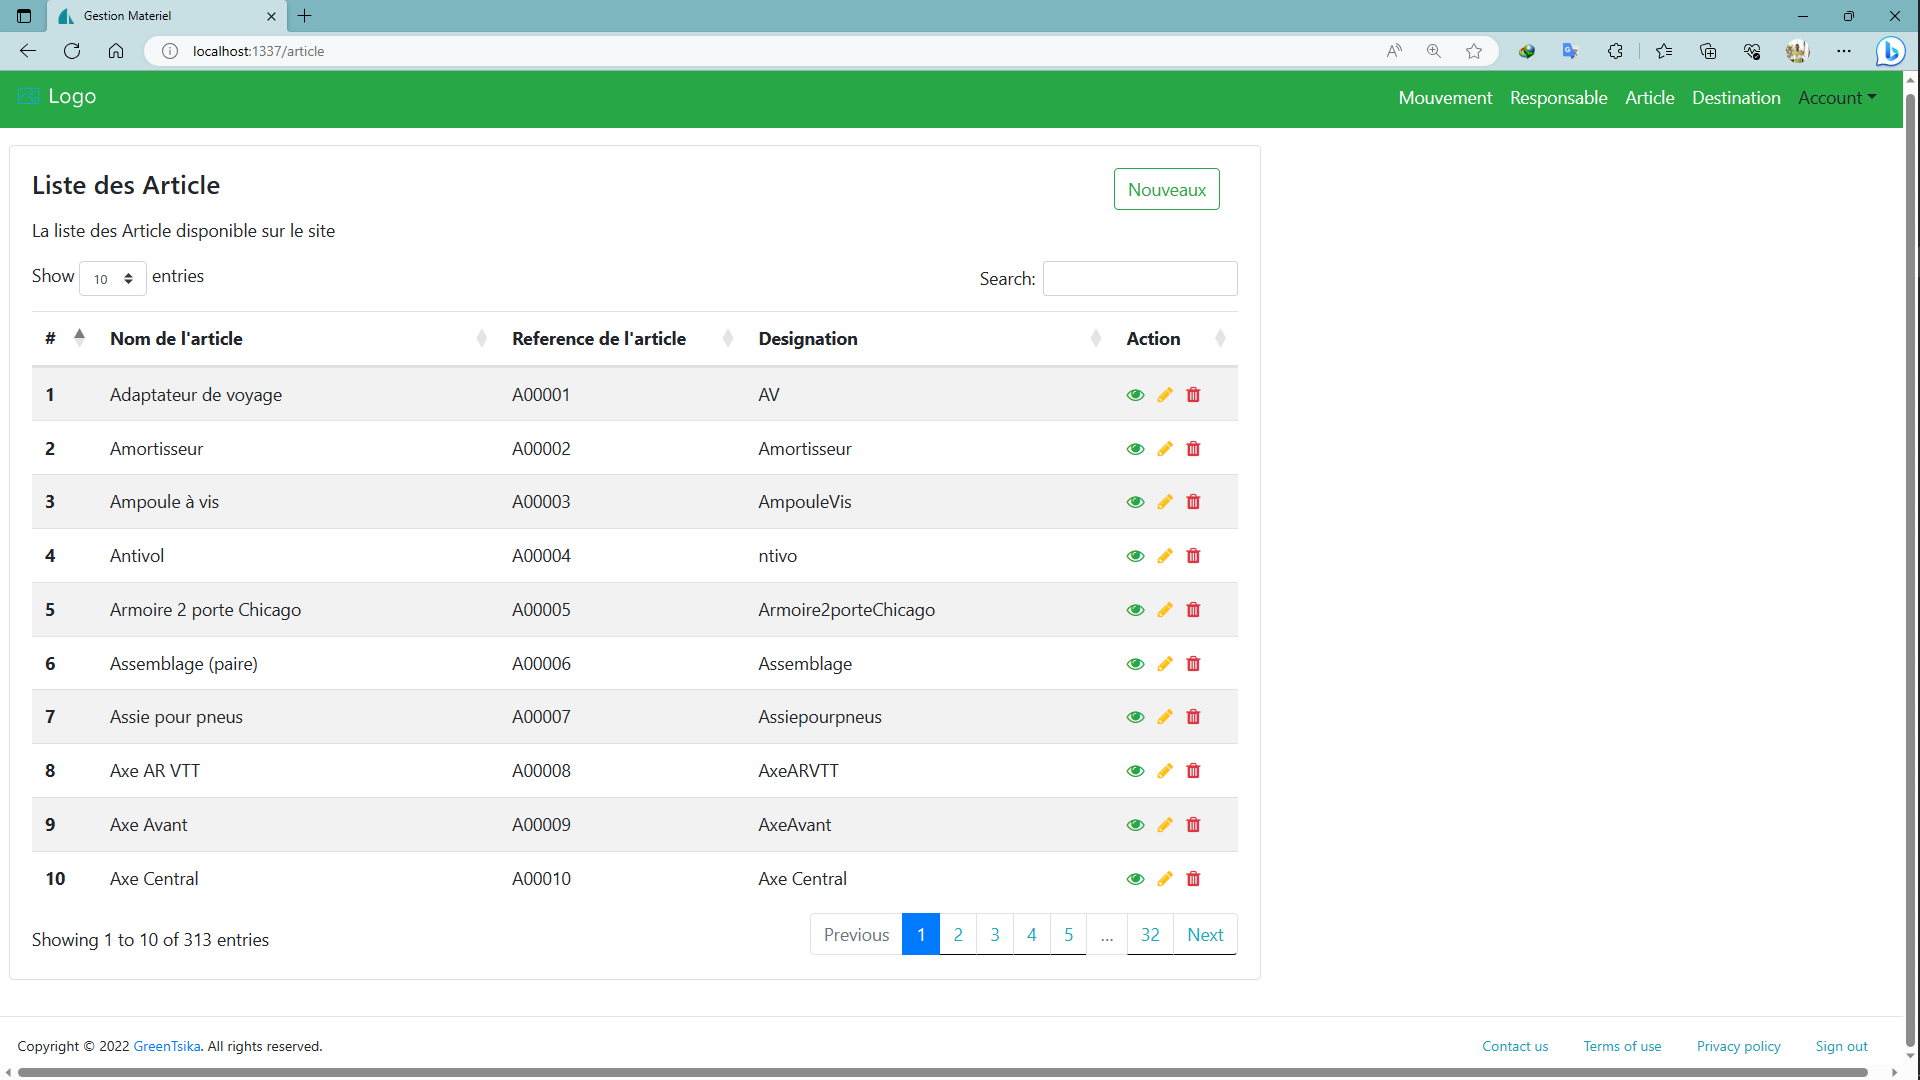 Gestion Materiel
localhost:1337/article
Logo
Mouvement Responsable Article Destination Account
Liste des Article
Nouveaux
La liste des Article disponible sur le site
Show 10 entries
Search:
# Nom de l'article Reference de l'article Designation Action
1 Adaptateur de voyage A00001 AV
2 Amortisseur A00002 Amortisseur
3 Ampoule à vis A00003 AmpouleVis
4 Antivol A00004 ntivo
5 Armoire 2 porte Chicago A00005 Armoire2porteChicago
6 Assemblage (paire) A00006 Assemblage
7 Assie pour pneus A00007 Assiepourpneus
8 Axe AR VTT A00008 AxeARVTT
9 Axe Avant A00009 AxeAvant
10 Axe Central A00010 Axe Central
Showing 1 to 10 of 313 entries
Previous 1 2 3 4 5 ... 32 Next
Copyright © 2022 GreenTsika. All rights reserved.
Contact us Terms of use Privacy policy Sign out